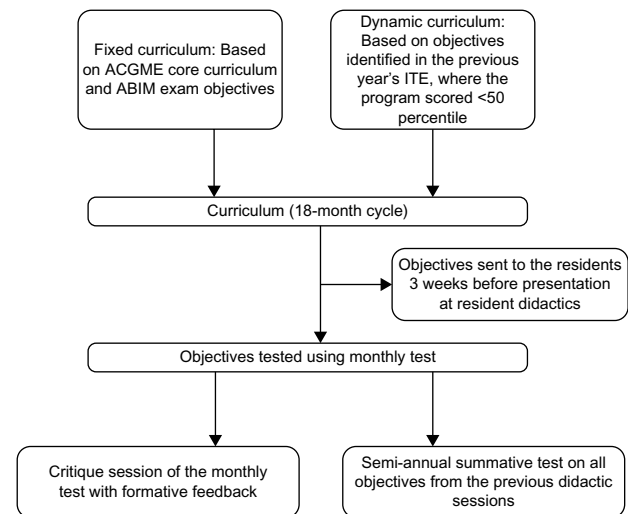 Fixed curriculum: Based
on ACGME core curriculum
and ABIM exam objectives
Dynamic curriculum:
Based on objectives
identified in the previous
year's ITE, where the
program scored <50
percentile
Curriculum (18-month cycle)
Objectives sent to the residents
3 weeks before presentation
at resident didactics
Objectives tested using monthly test
Critique session of the monthly
test with formative feedback
Semi-annual summative test on all
objectives from the previous didactic
sessions